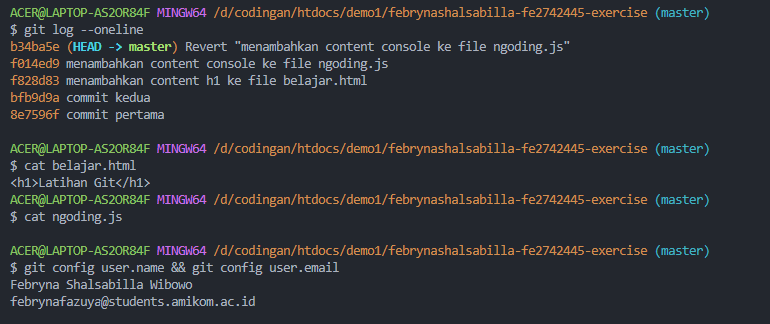 ACER@LAPTOP-AS2OR84F MINGW64 /d/codingan/htdocs/demo1/febrynashalsabilla-fe2742445-exercise (master)
$ git log --oneline
b34ba5e (HEAD -> master) Revert "menambahkan content console ke file ngoding.js"
f014ed9 menambahkan content console ke file ngoding.js
f828d83 menambahkan content h1 ke file belajar.html
bfb9d9a commit kedua
8e7596f commit pertama
ACER@LAPTOP-AS2OR84F MINGW64 /d/codingan/htdocs/demo1/febrynashalsabilla-fe2742445-exercise (master)
$ cat belajar.html
<h1>Latihan Git</h1>
ACER@LAPTOP-AS2OR84F MINGW64 /d/codingan/htdocs/demo1/febrynashalsabilla-fe2742445-exercise (master)
$ cat ngoding.js
ACER@LAPTOP-AS2OR84F MINGW64 /d/codingan/htdocs/demo1/febrynashalsabilla-fe2742445-exercise (master)
$ git config user.name && git config user.email
Febryna Shalsabilla Wibowo
febrynafazuya@students.amikom.ac.id